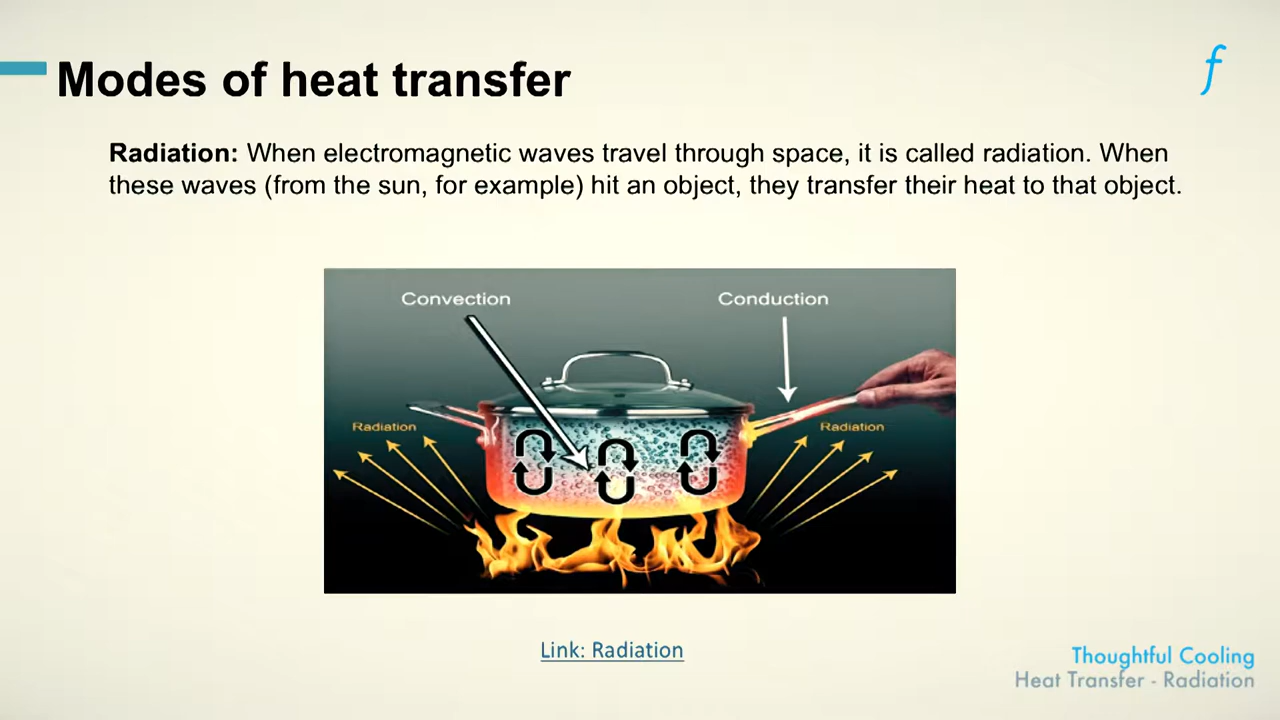 Modes of heat transfer
f
Radiation: When electromagnetic waves travel through space, it is called radiation. When
these waves (from the sun, for example) hit an object, they transfer their heat to that object.
Convection
Conduction
Radiation
Radiation
Link: Radiation
Thoughtful Cooling
Heat Transfer - Radiation